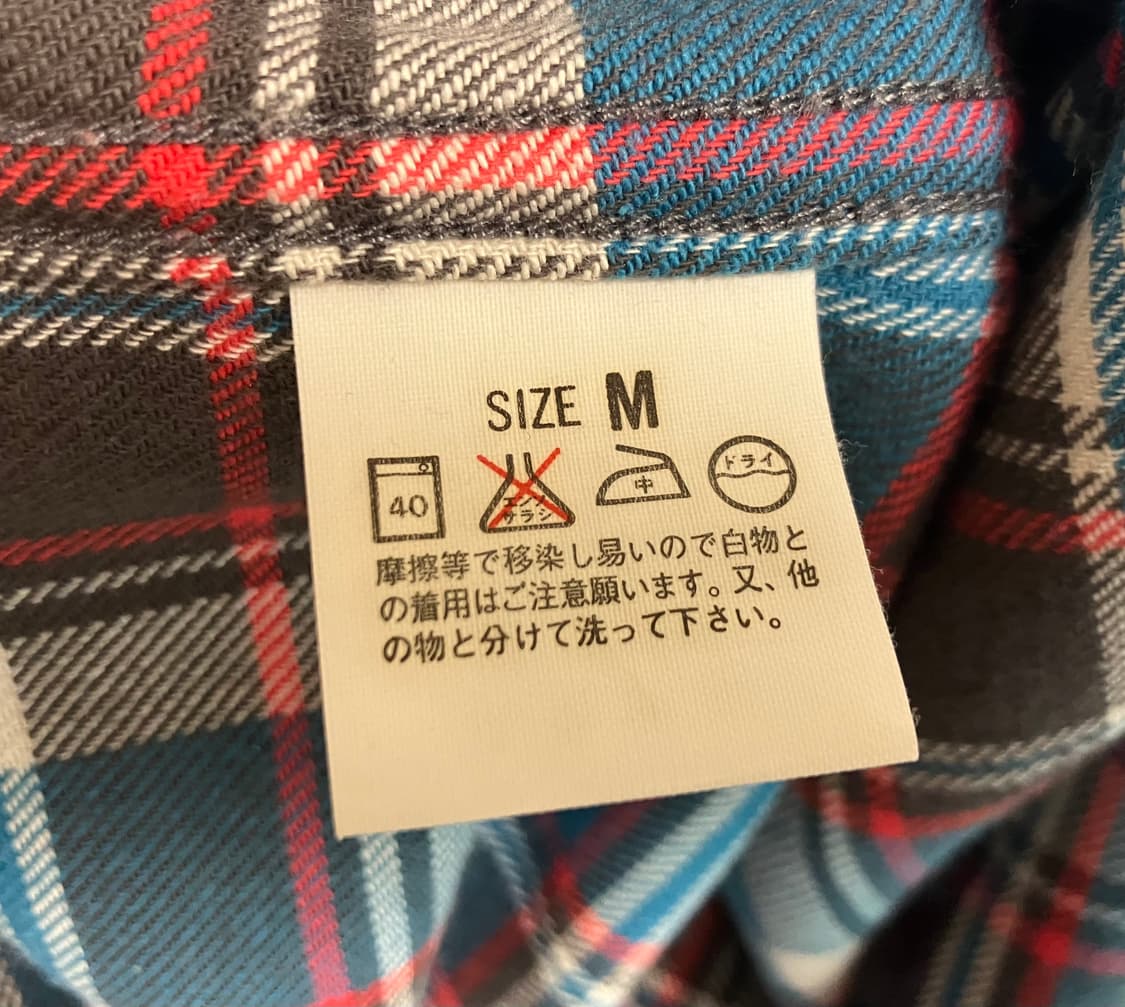 SIZE M
40 エンソサラシ 中 ドライ
摩擦等で移染し易いので白物と
の着用はご注意願います。又、他
の物と分けて洗って下さい。